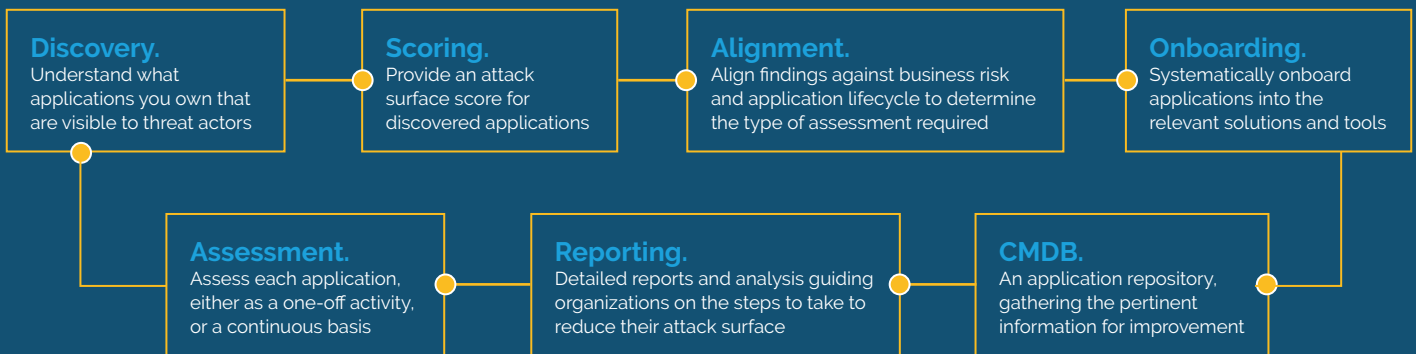 Discovery.
Understand what
applications you own that
are visible to threat actors
Scoring.
Provide an attack
surface score for
discovered applications
Alignment.
Align findings against business risk
and application lifecycle to determine
the type of assessment required
Onboarding.
Systematically onboard
applications into the
relevant solutions and tools
Assessment.
Assess each application,
either as a one-off activity,
or a continuous basis
Reporting.
Detailed reports and analysis guiding
organizations on the steps to take to
reduce their attack surface
CMDB.
An application repository,
gathering the pertinent
information for improvement